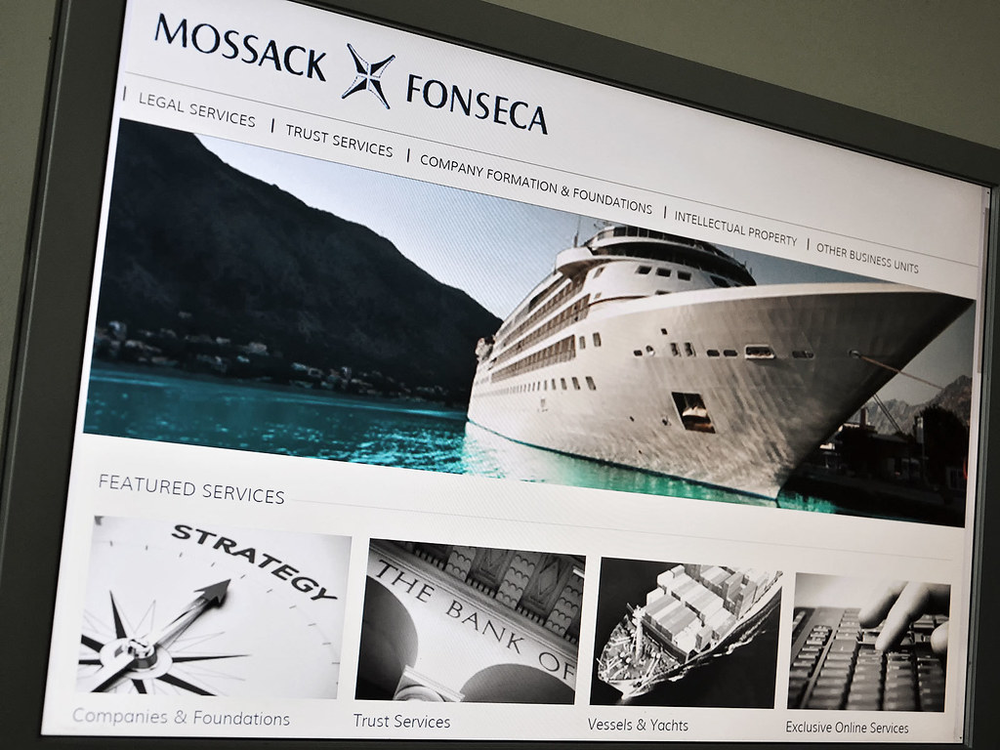 MOSSACK FONSECA
LEGAL SERVICES | TRUST SERVICES | COMPANY FORMATION & FOUNDATIONS | INTELLECTUAL PROPERTY | OTHER BUSINESS UNITS
FEATURED SERVICES
STRATEGY
THE BANK OF
Companies & Foundations
Trust Services
Vessels & Yachts
Exclusive Online Services